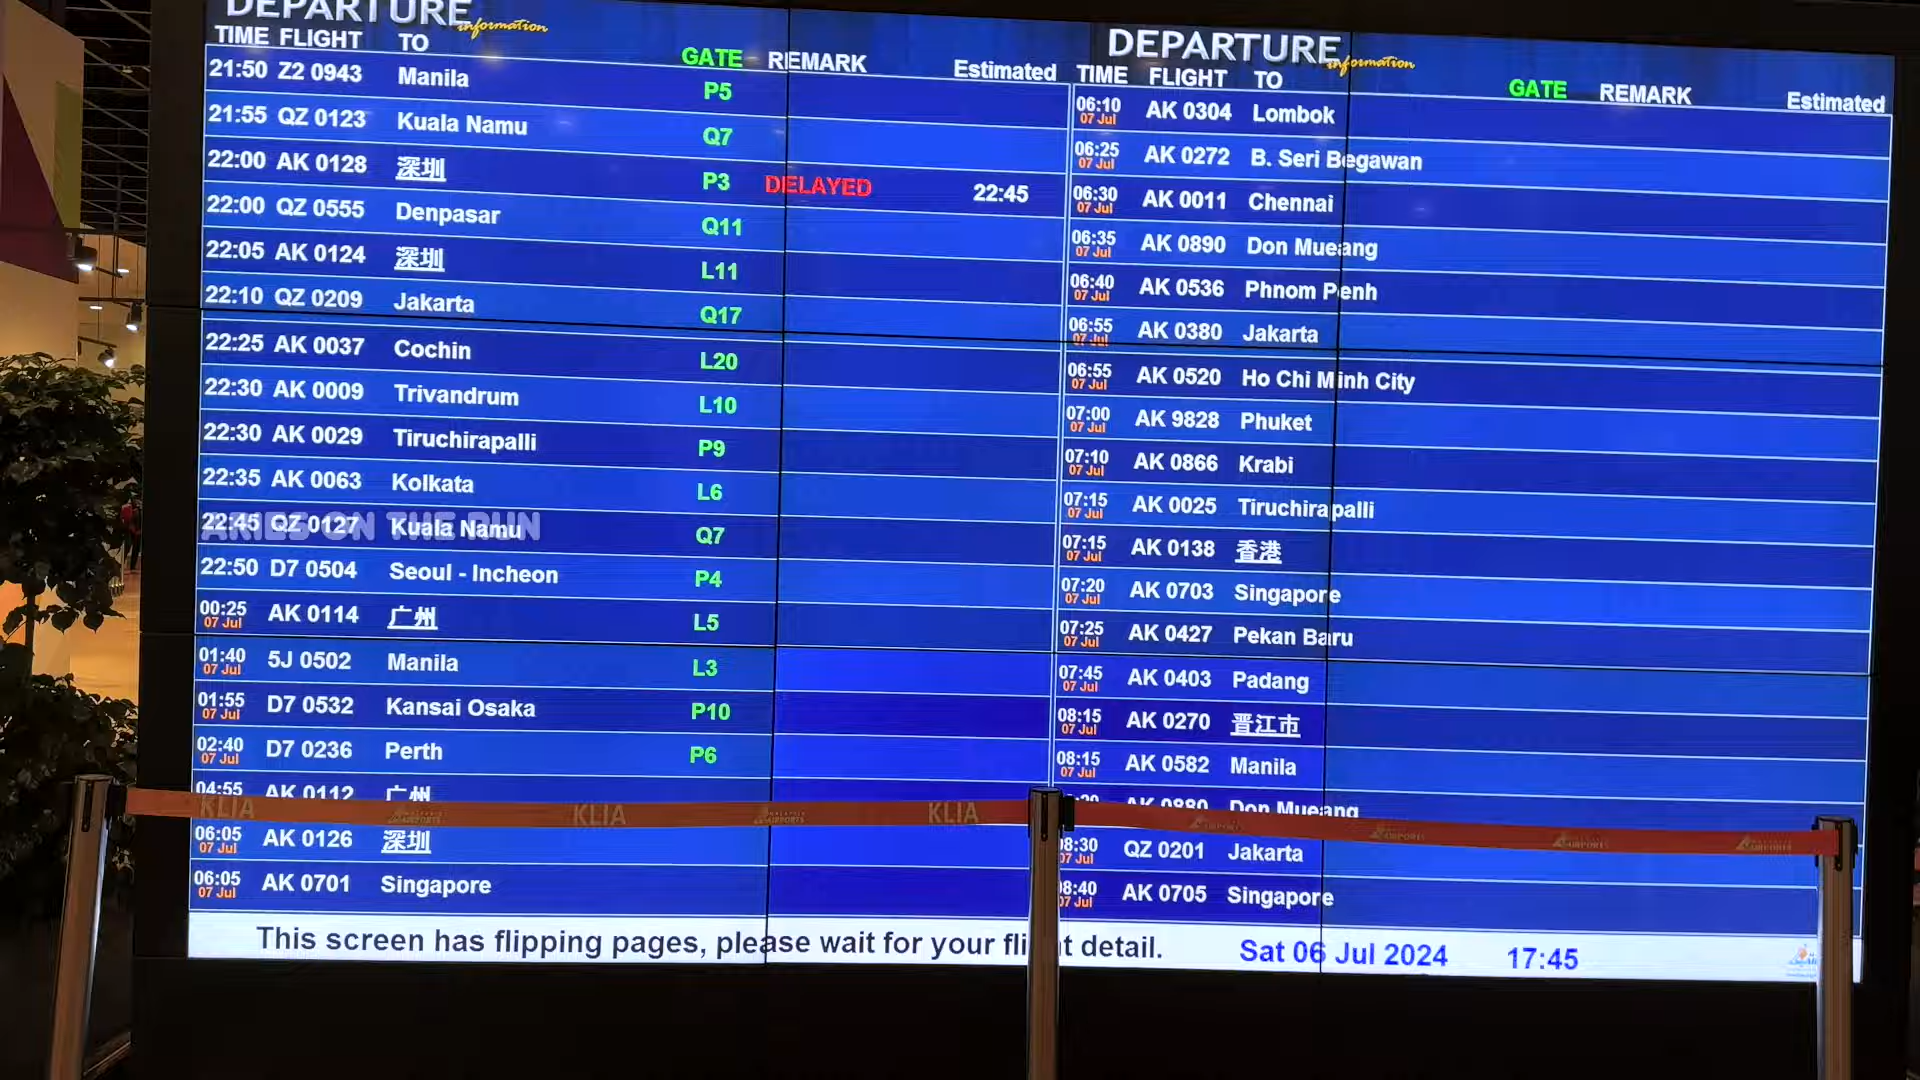 DEPARTURE information
TIME FLIGHT TO GATE REMARK Estimated
21:50 Z2 0943 Manila P5
21:55 QZ 0123 Kuala Namu Q7
22:00 AK 0128 深圳 P3 DELAYED 22:45
22:00 QZ 0555 Denpasar Q11
22:05 AK 0124 深圳 L11
22:10 QZ 0209 Jakarta Q17
22:25 AK 0037 Cochin L20
22:30 AK 0009 Trivandrum L10
22:30 AK 0029 Tiruchirapalli P9
22:35 AK 0063 Kolkata L6
22:45 QZ 0127 Kuala Namu Q7
ARIES ON THE RUN
22:50 D7 0504 Seoul - Incheon P4
00:25 07 Jul AK 0114 广州 L5
01:40 07 Jul 5J 0502 Manila L3
01:55 07 Jul D7 0532 Kansai Osaka P10
02:40 07 Jul D7 0236 Perth P6
04:55 AK 0112 广州
06:05 07 Jul AK 0126 深圳
06:05 07 Jul AK 0701 Singapore
DEPARTURE information
TIME FLIGHT TO GATE REMARK Estimated
06:10 07 Jul AK 0304 Lombok
06:25 07 Jul AK 0272 B. Seri Begawan
06:30 07 Jul AK 0011 Chennai
06:35 07 Jul AK 0890 Don Mueang
06:40 07 Jul AK 0536 Phnom Penh
06:55 07 Jul AK 0380 Jakarta
06:55 07 Jul AK 0520 Ho Chi Minh City
07:00 07 Jul AK 9828 Phuket
07:10 07 Jul AK 0866 Krabi
07:15 07 Jul AK 0025 Tiruchirapalli
07:15 07 Jul AK 0138 香港
07:20 07 Jul AK 0703 Singapore
07:25 07 Jul AK 0427 Pekan Baru
07:45 07 Jul AK 0403 Padang
08:15 07 Jul AK 0270 晋江市
08:15 07 Jul AK 0582 Manila
AK 0880 Don Mueang
08:30 07 Jul QZ 0201 Jakarta
08:40 07 Jul AK 0705 Singapore
KLIA KLIA KLIA
This screen has flipping pages, please wait for your flight detail. Sat 06 Jul 2024 17:45